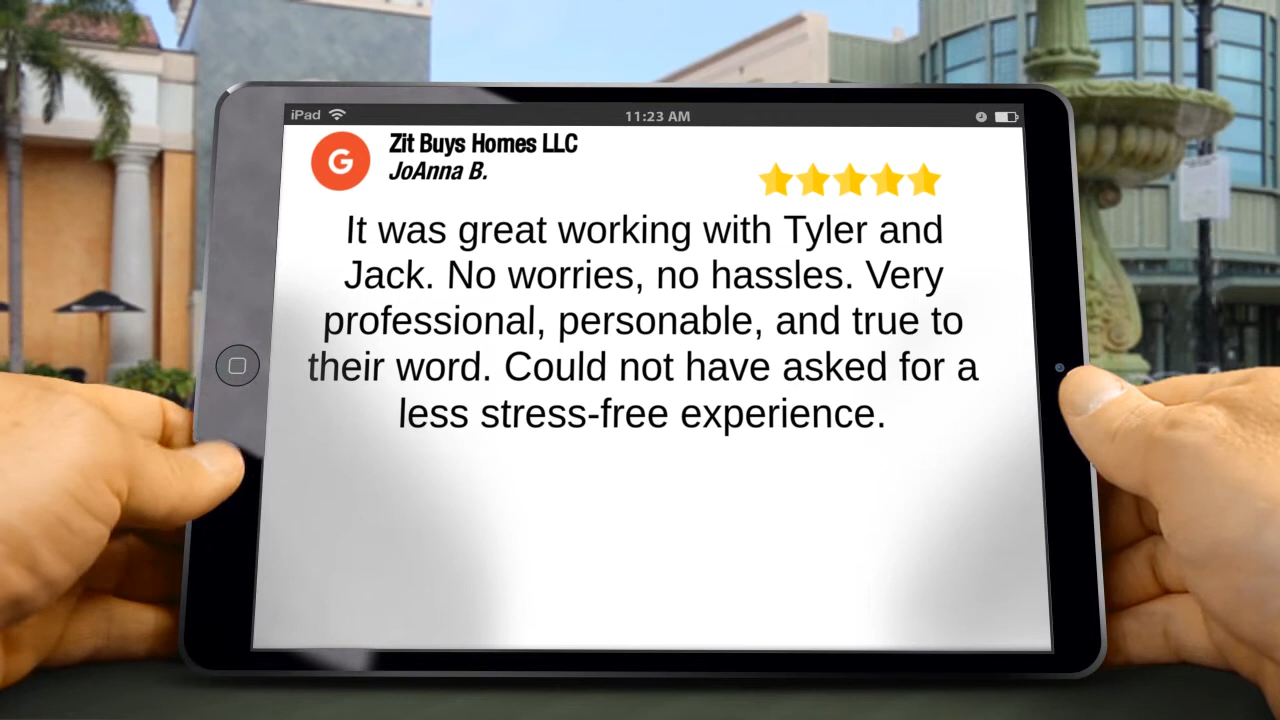 iPad
11:23 AM
G
Zit Buys Homes LLC
JoAnna B.
It was great working with Tyler and
Jack. No worries, no hassles. Very
professional, personable, and true to
their word. Could not have asked for a
less stress-free experience.